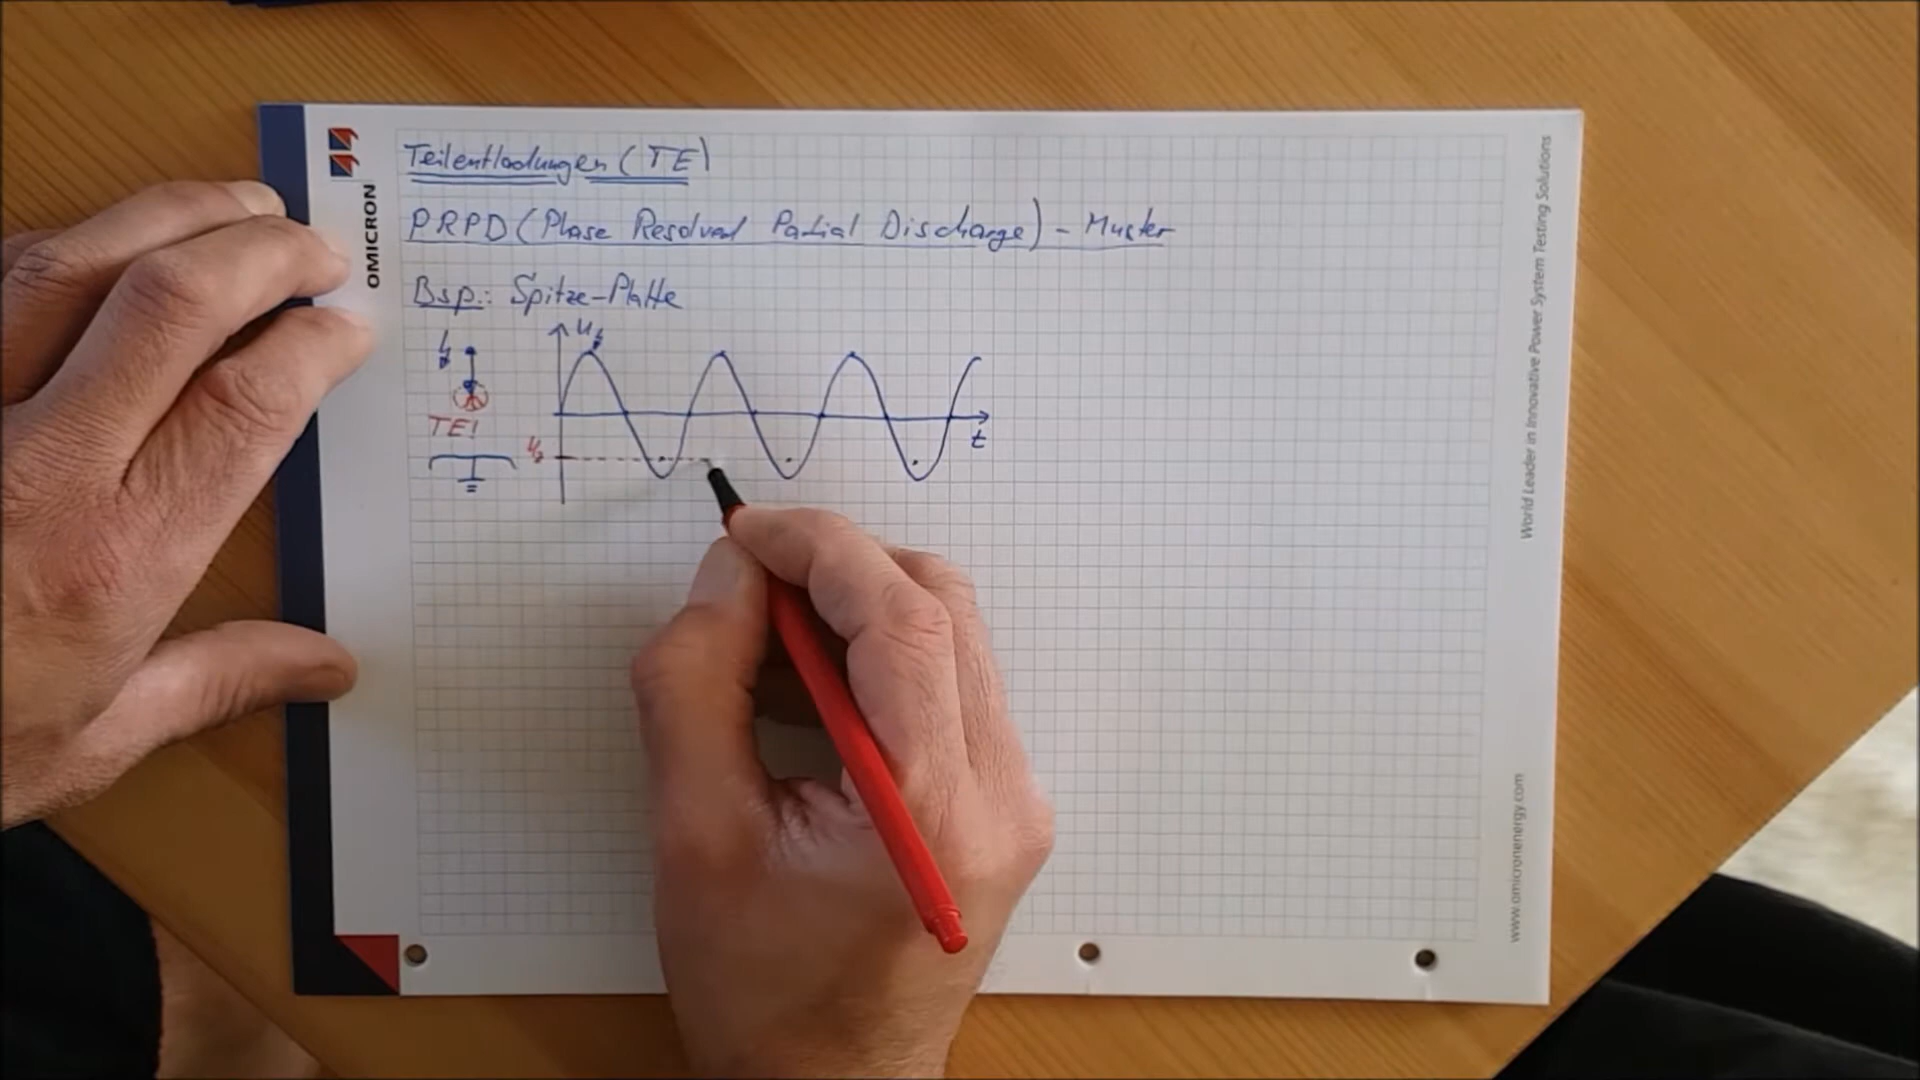 Teilentladungen (TE)
PRPD (Phase Resolved Partial Discharge) - Muster
Bsp.: Spitze-Platte
U
TE!
t
OMICRON
World Leader in Innovative Power System Testing Solutions
www.omicronenergy.com